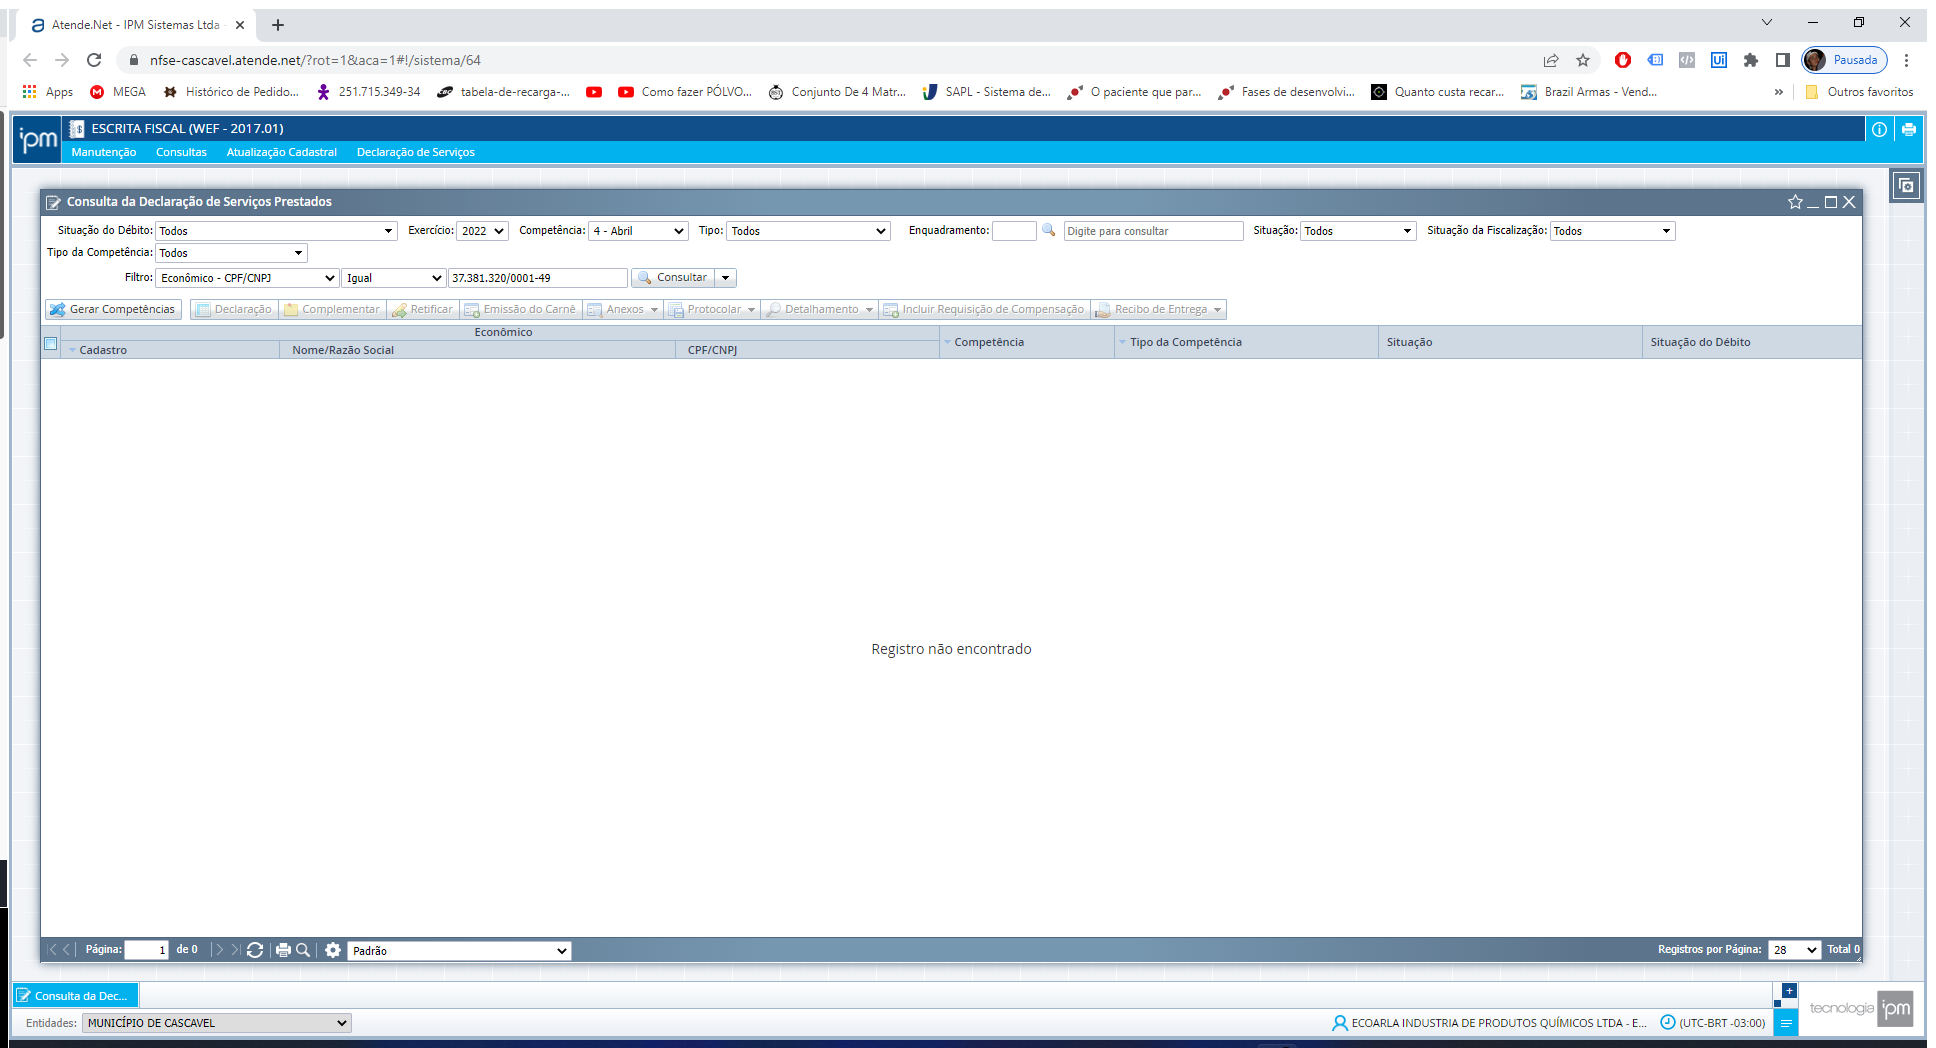 Atende.Net - IPM Sistemas Ltda
nfse-cascavel.atende.net/?rot=1&aca=1#!/sistema/64
Pausada
Apps
MEGA
Histórico de Pedido...
251.715.349-34
tabela-de-recarga-...
Como fazer PÓLVO...
Conjunto De 4 Matr...
SAPL - Sistema de...
O paciente que par...
Fases de desenvolvi...
Quanto custa recar...
Brazil Armas - Vend...
»
Outros favoritos
ipm
ESCRITA FISCAL (WEF - 2017.01)
Manutenção Consultas Atualização Cadastral Declaração de Serviços
Consulta da Declaração de Serviços Prestados
Situação do Débito: Todos Exercício: 2022 Competência: 4 - Abril Tipo: Todos Enquadramento: Digite para consultar Situação: Todos Situação da Fiscalização: Todos
Tipo da Competência: Todos
Filtro: Econômico - CPF/CNPJ Igual 37.381.320/0001-49 Consultar
Gerar Competências Declaração Complementar Retificar Emissão do Carnê Anexos Protocolar Detalhamento Incluir Requisição de Compensação Recibo de Entrega
Econômico
Cadastro Nome/Razão Social CPF/CNPJ Competência Tipo da Competência Situação Situação do Débito
Registro não encontrado
Página: 1 de 0 Padrão Registros por Página: 28 Total 0
Consulta da Dec...
Entidades: MUNICÍPIO DE CASCAVEL
ECOARLA INDUSTRIA DE PRODUTOS QUÍMICOS LTDA - E... (UTC-BRT -03:00)
tecnologia ipm